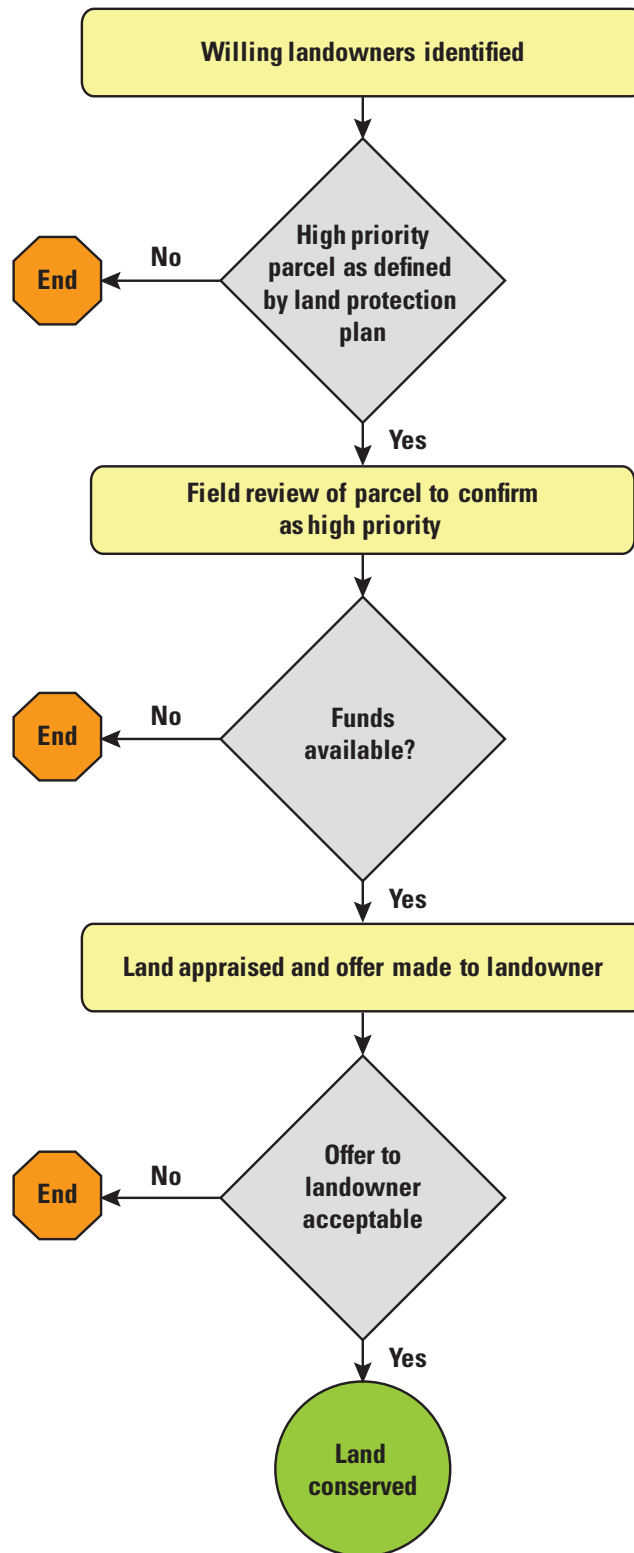 Willing landowners identified
High priority
parcel as defined
by land protection
plan
No
End
Yes
Field review of parcel to confirm
as high priority
Funds
available?
No
End
Yes
Land appraised and offer made to landowner
Offer to
landowner
acceptable
No
End
Yes
Land
conserved